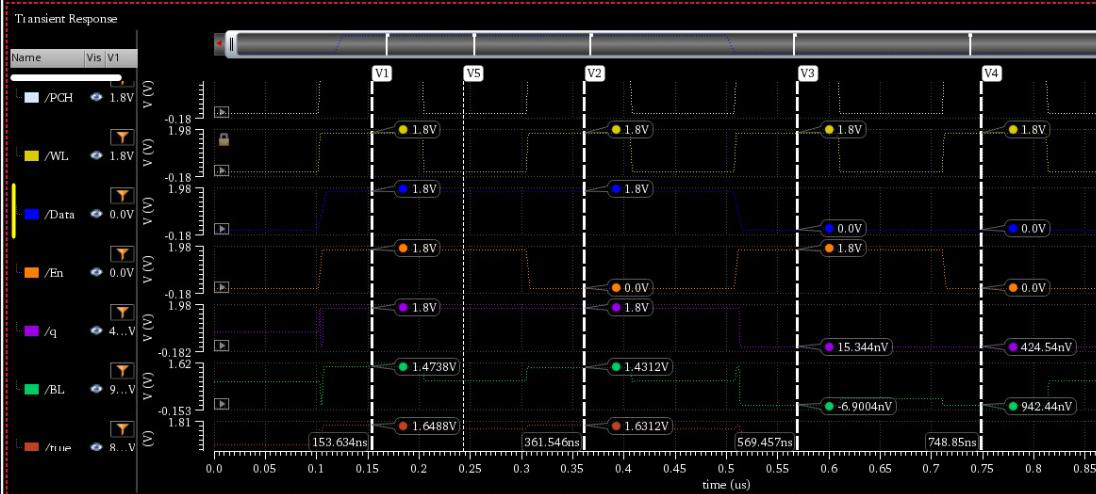 Transient Response
Name Vis V1
V1 V5 V2 V3 V4
/PCH 1.8V V (V) -0.18
/WL 1.8V V (V) 1.98 -0.18 1.8V 1.8V 1.8V 1.8V
/Data 0.0V V (V) 1.98 -0.18 1.8V 1.8V 0.0V 0.0V
/En 0.0V V (V) 1.98 -0.18 1.8V 0.0V 1.8V 0.0V
/q 4...V V (V) 1.98 -0.182 1.8V 1.8V 15.344nV 424.54nV
/BL 9...V V (V) 1.62 -0.153 1.4738V 1.4312V -6.9004nV 942.44nV
/true 8...V (V) 1.81 1.6488V 1.6312V
153.634ns 361.546ns 569.457ns 748.85ns
0.0 0.05 0.1 0.15 0.2 0.25 0.3 0.35 0.4 0.45 0.5 0.55 0.6 0.65 0.7 0.75 0.8 0.85
time (us)